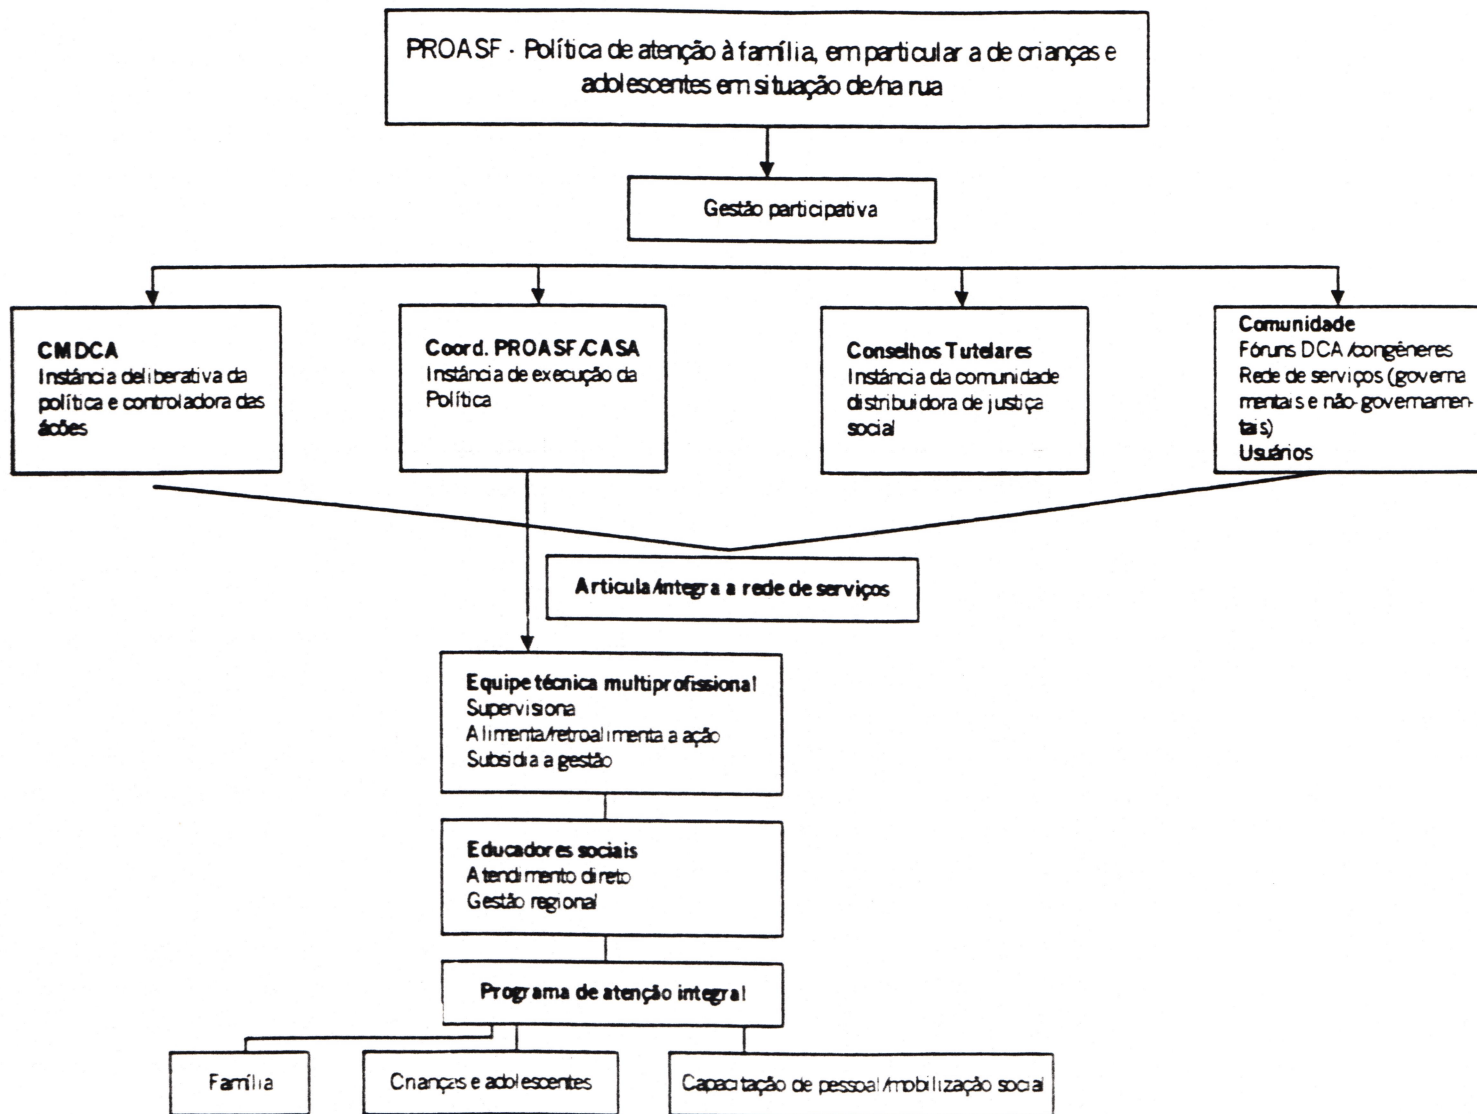 PROASF - Política de atenção à família, em particular a de crianças e
adolescentes em situação de/na rua
Gestão participativa
CMDCA
Instância deliberativa da
política e controladora das
ácões
Coord. PROASF/CASA
Instância de execução da
Política
Conselhos Tutelares
Instância da comunidade
distribuidora de justiça
social
Comunidade
Fóruns DCA/congêneres
Rede de serviços (governa
mentais e não-governamen-
tais)
Usuários
Articula/integra a rede de serviços
Equipe técnica multiprofissional
Supervisiona
Alimenta/retroalimenta a ação
Subsidia a gestão
Educadores sociais
Atendimento direto
Gestão regional
Programa de atenção integral
Família
Crianças e adolescentes
Capacitação de pessoal/mobilização social